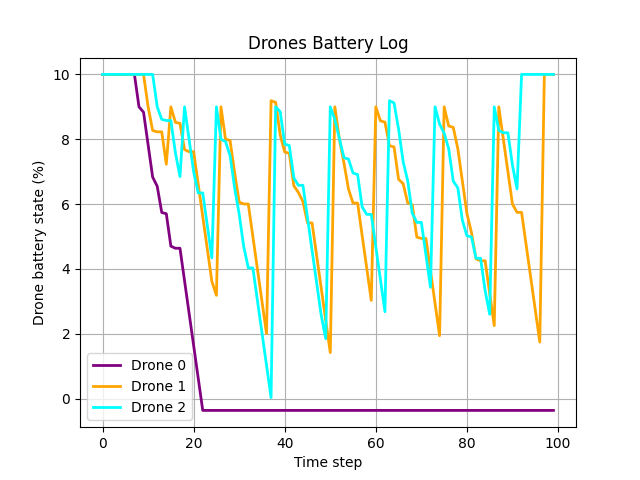 Drones Battery Log
Drone battery state (%)
10
8
6
4
2
0
Drone 0
Drone 1
Drone 2
0 20 40 60 80 100
Time step